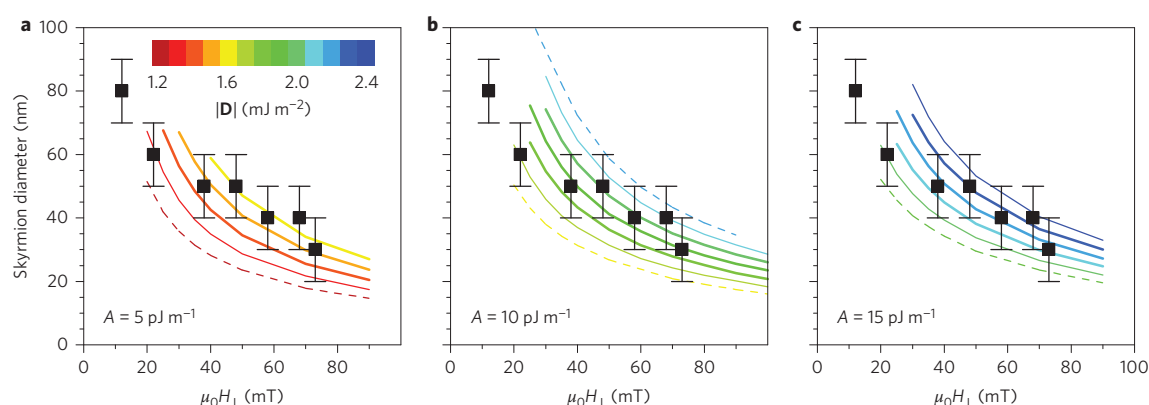 a
b
c
100
80
60
40
20
0
Skyrmion diameter (nm)
1.2 1.6 2.0 2.4
|D| (mJ m⁻²)
A = 5 pJ m⁻¹
A = 10 pJ m⁻¹
A = 15 pJ m⁻¹
0 20 40 60 80
0 20 40 60 80
0 20 40 60 80 100
μ₀H⊥ (mT)
μ₀H⊥ (mT)
μ₀H⊥ (mT)